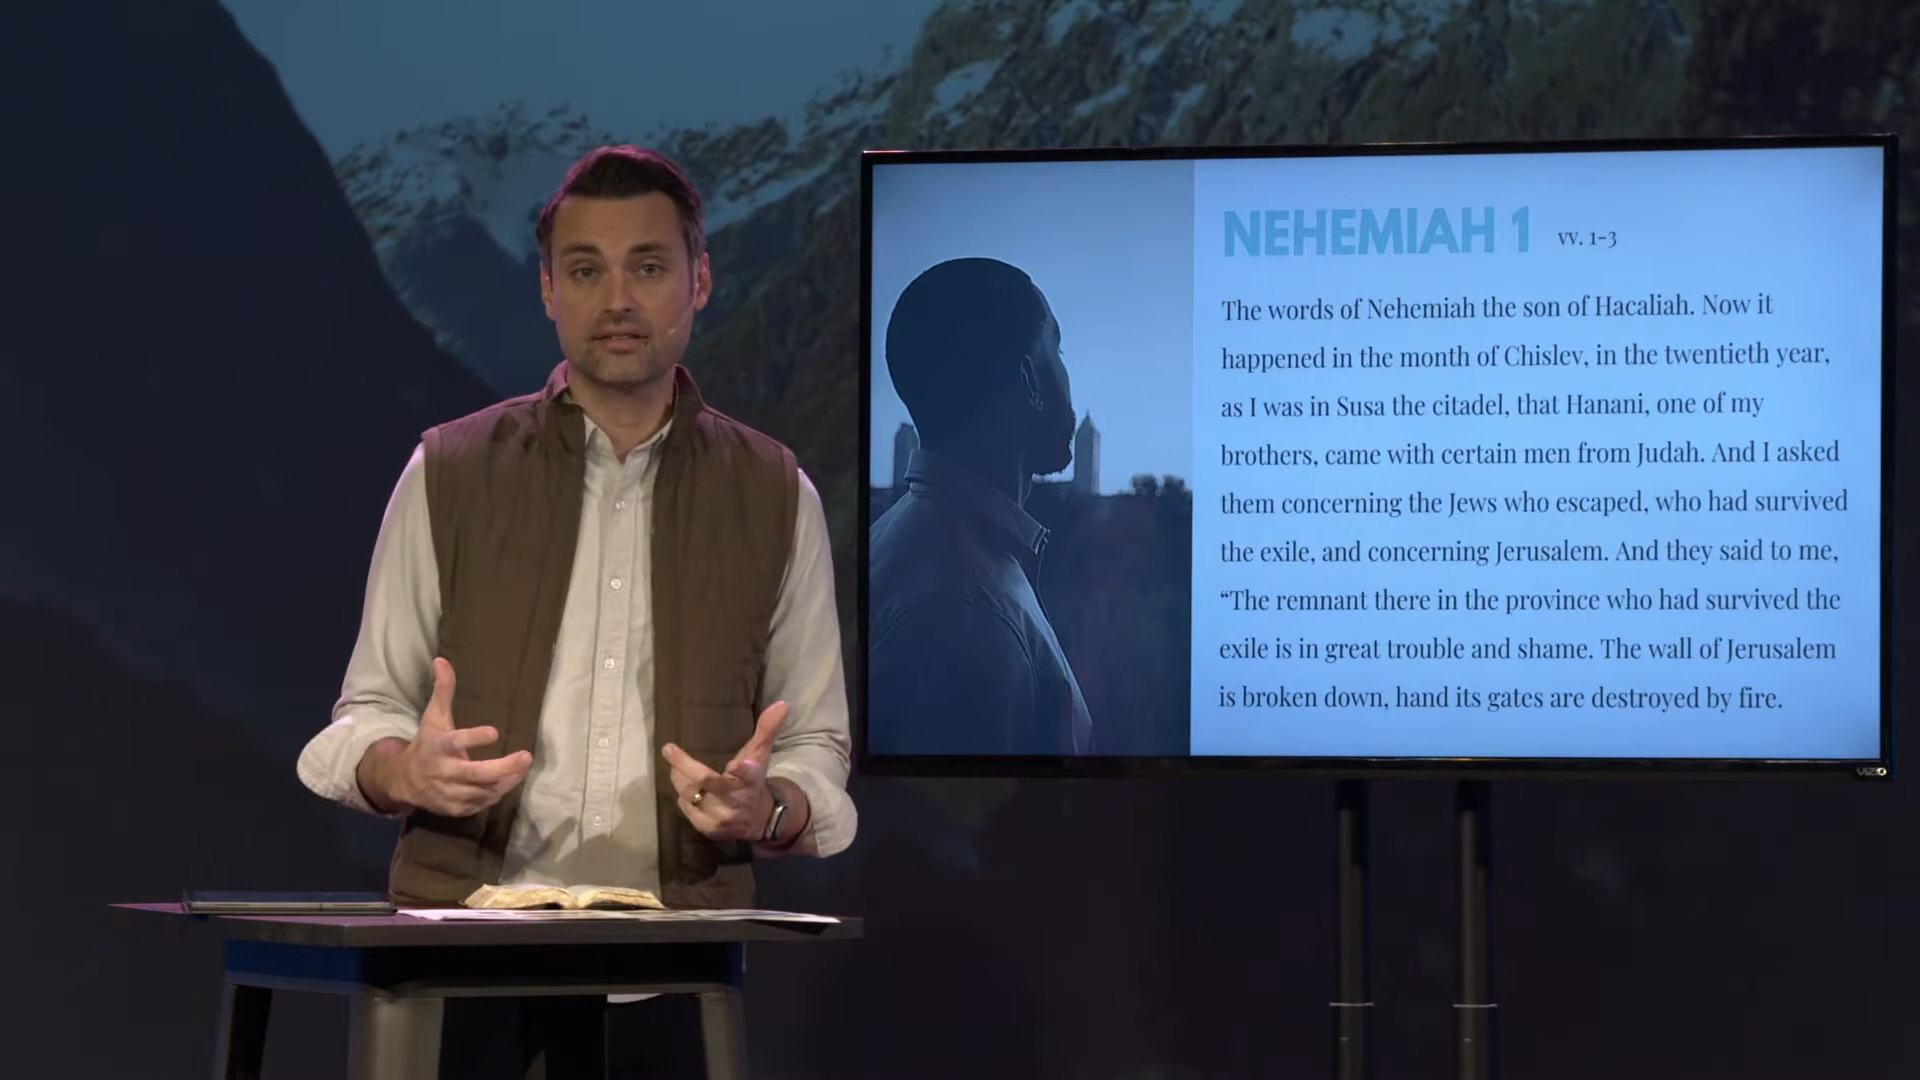 NEHEMIAH 1 vv. 1-3
The words of Nehemiah the son of Hacaliah. Now it
happened in the month of Chislev, in the twentieth year,
as I was in Susa the citadel, that Hanani, one of my
brothers, came with certain men from Judah. And I asked
them concerning the Jews who escaped, who had survived
the exile, and concerning Jerusalem. And they said to me,
“The remnant there in the province who had survived the
exile is in great trouble and shame. The wall of Jerusalem
is broken down, hand its gates are destroyed by fire.
VIZIO